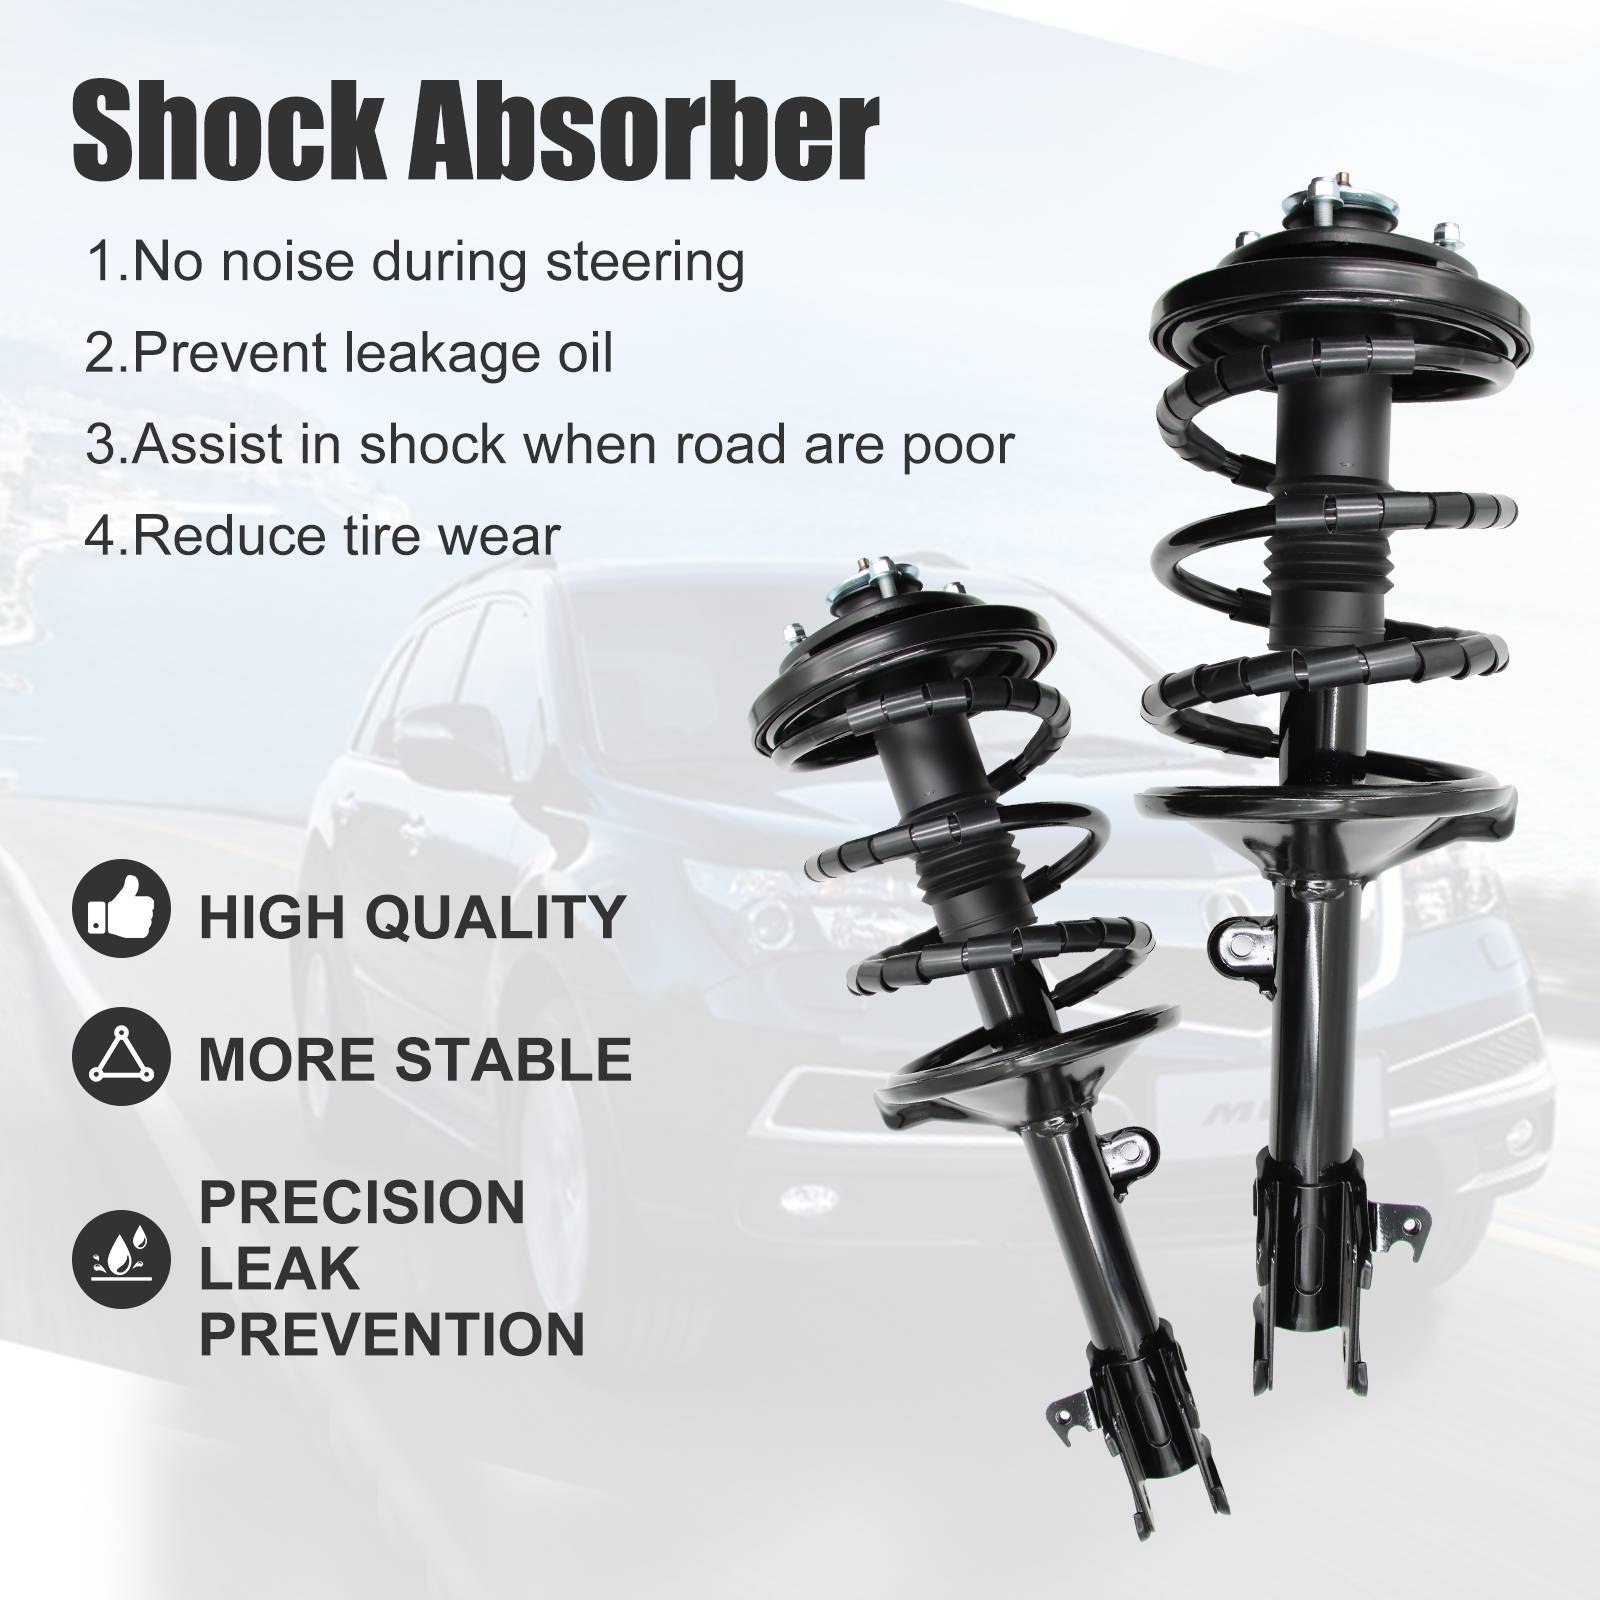 Shock Absorber
1.No noise during steering
2.Prevent leakage oil
3.Assist in shock when road are poor
4.Reduce tire wear
HIGH QUALITY
MORE STABLE
PRECISION
LEAK
PREVENTION